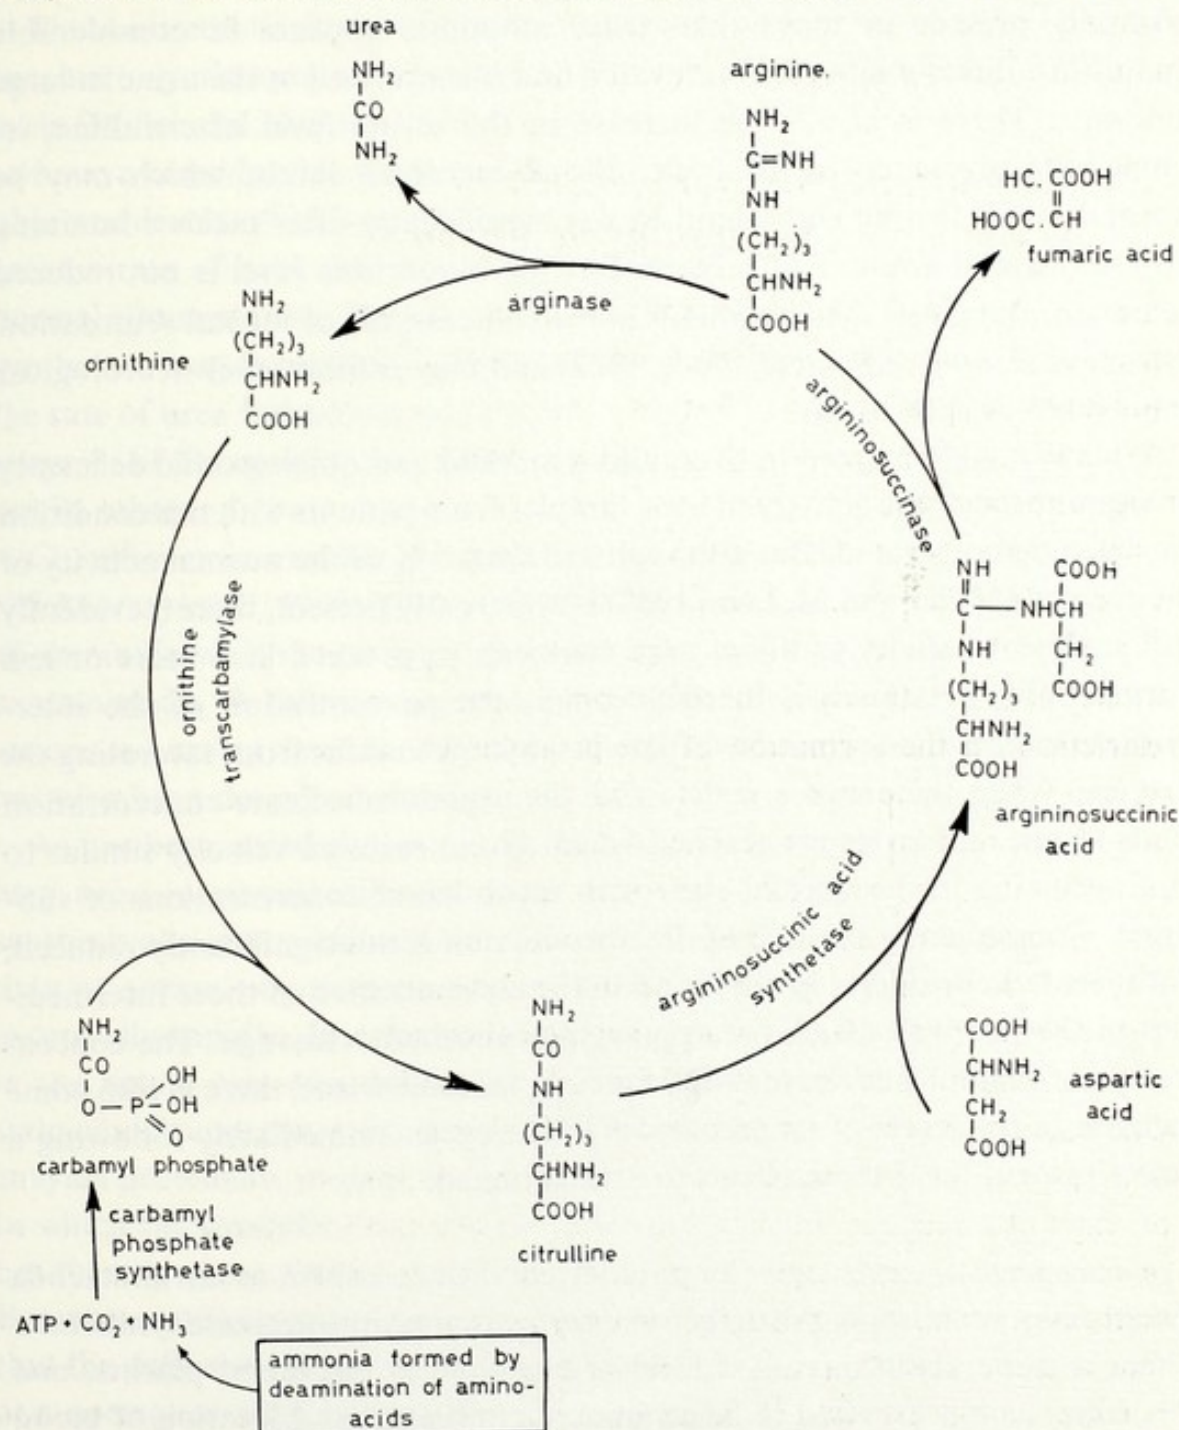 urea
NH₂
CO
NH₂
arginine.
NH₂
C=NH
NH
(CH₂)₃
CHNH₂
COOH
HC. COOH
HOOC. CH
fumaric acid
arginase
ornithine
NH₂
(CH₂)₃
CHNH₂
COOH
argininosuccinase
ornithine
transcarbamylase
NH
C—NHCH
NH
(CH₂)₃
CHNH₂
COOH
COOH
CH₂
COOH
argininosuccinic
acid
argininosuccinic acid
synthetase
NH₂
CO
O—P—OH
OH
O
carbamyl phosphate
carbamyl
phosphate
synthetase
ATP + CO₂ + NH₃
ammonia formed by
deamination of amino-
acids
NH₂
CO
NH
(CH₂)₃
CHNH₂
COOH
citrulline
COOH
CHNH₂
CH₂
COOH
aspartic
acid